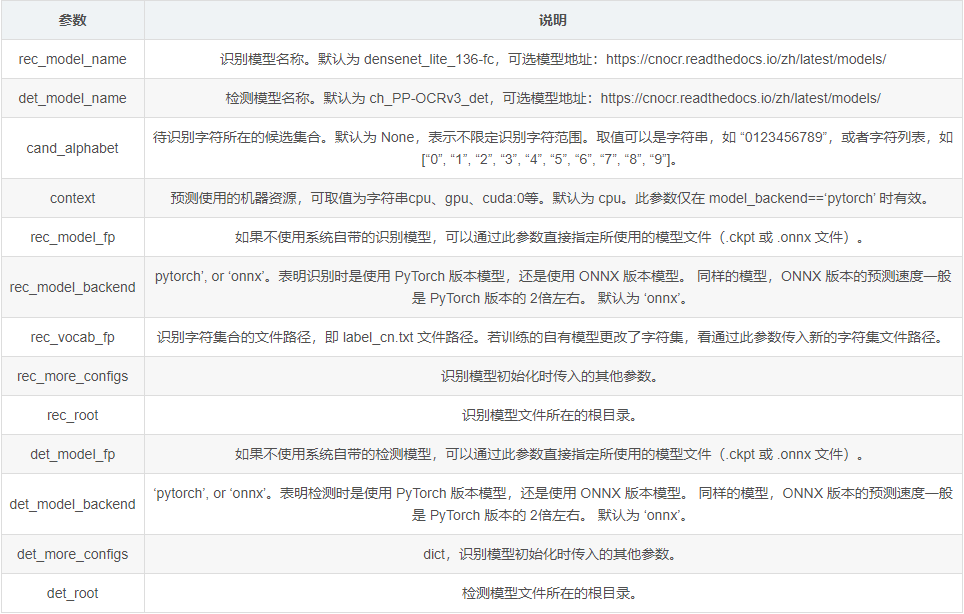 参数 说明
rec_model_name 识别模型名称。默认为 densenet_lite_136-fc，可选模型地址：https://cnocr.readthedocs.io/zh/latest/models/
det_model_name 检测模型名称。默认为 ch_PP-OCRv3_det，可选模型地址：https://cnocr.readthedocs.io/zh/latest/models/
cand_alphabet 待识别字符所在的候选集合。默认为 None，表示不限定识别字符范围。取值可以是字符串，如 “0123456789”，或者字符列表，如
[“0”, “1”, “2”, “3”, “4”, “5”, “6”, “7”, “8”, “9”]。
context 预测使用的机器资源，可取值为字符串cpu、gpu、cuda:0等。默认为 cpu。此参数仅在 model_backend==‘pytorch’ 时有效。
rec_model_fp 如果不使用系统自带的识别模型，可以通过此参数直接指定所使用的模型文件（.ckpt 或 .onnx 文件）。
rec_model_backend pytorch’, or ‘onnx’。表明识别时是使用 PyTorch 版本模型，还是使用 ONNX 版本模型。 同样的模型，ONNX 版本的预测速度一般
是 PyTorch 版本的 2倍左右。 默认为 ‘onnx’。
rec_vocab_fp 识别字符集合的文件路径，即 label_cn.txt 文件路径。若训练的自有模型更改了字符集，看通过此参数传入新的字符集文件路径。
rec_more_configs 识别模型初始化时传入的其他参数。
rec_root 识别模型文件所在的根目录。
det_model_fp 如果不使用系统自带的检测模型，可以通过此参数直接指定所使用的模型文件（.ckpt 或 .onnx 文件）。
det_model_backend ‘pytorch’, or ‘onnx’。表明检测时是使用 PyTorch 版本模型，还是使用 ONNX 版本模型。 同样的模型，ONNX 版本的预测速度一般
是 PyTorch 版本的 2倍左右。 默认为 ‘onnx’。
det_more_configs dict，识别模型初始化时传入的其他参数。
det_root 检测模型文件所在的根目录。